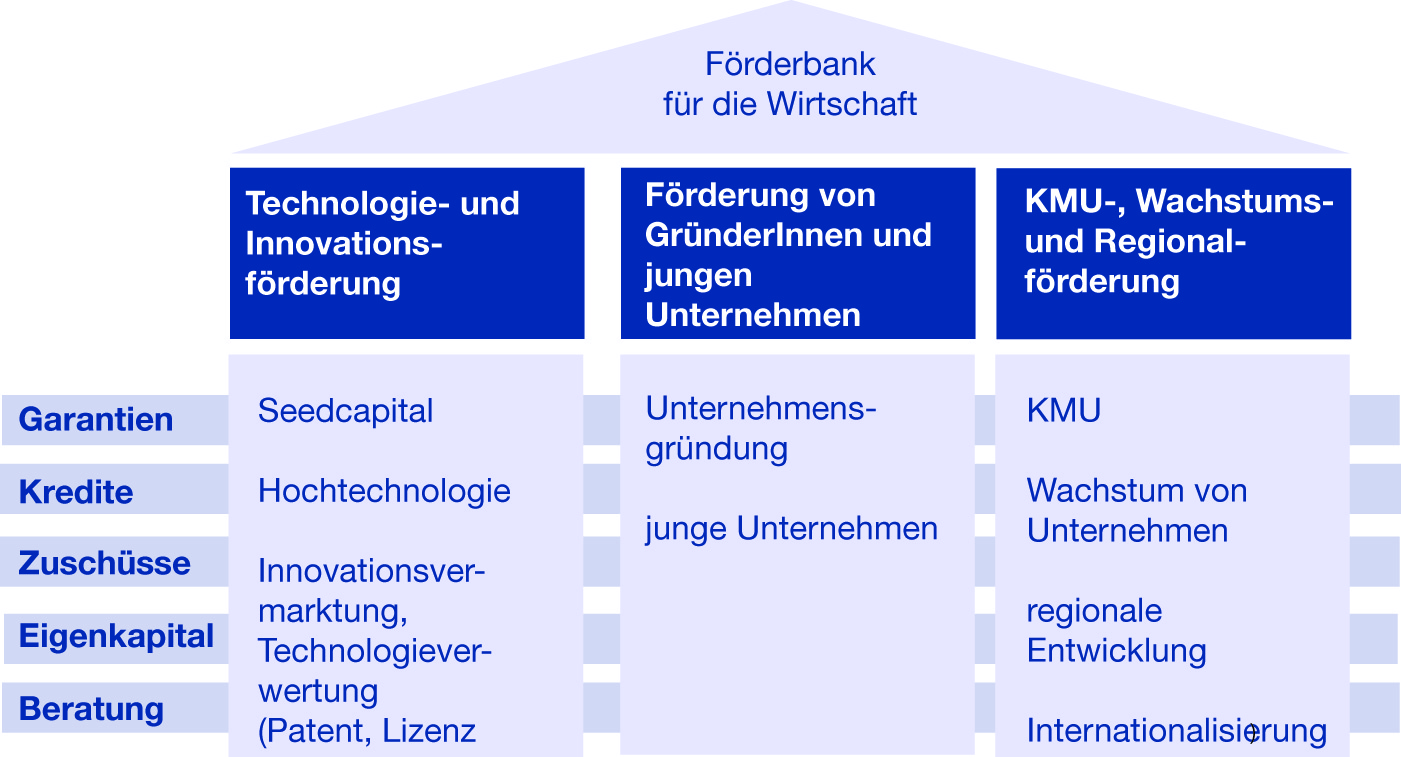 Förderbank
für die Wirtschaft
Technologie- und
Innovations-
förderung
Förderung von
GründerInnen und
jungen
Unternehmen
KMU-, Wachstums-
und Regional-
förderung
Garantien
Kredite
Zuschüsse
Eigenkapital
Beratung
Seedcapital
Hochtechnologie
Innovationsver-
marktung,
Technologiever-
wertung
(Patent, Lizenz
Unternehmens-
gründung
junge Unternehmen
KMU
Wachstum von
Unternehmen
regionale
Entwicklung
Internationalisierung
)